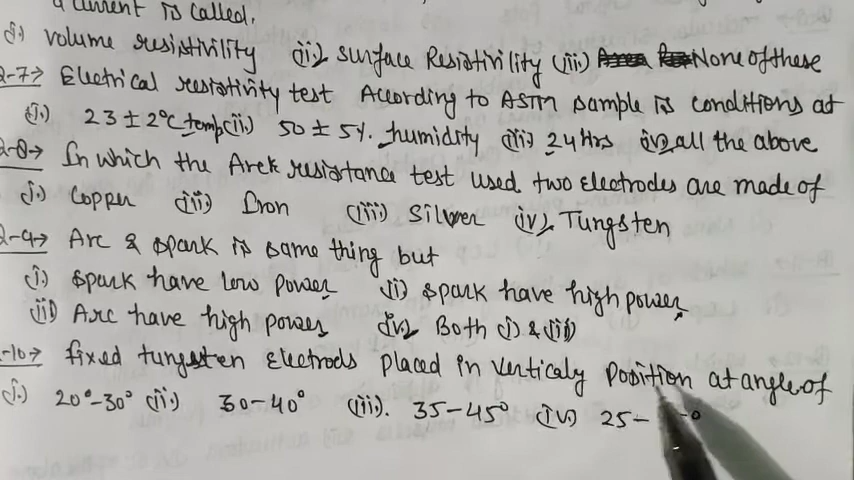 a current is called.
(i) volume resistivility (ii) Surface Resistivility (iii) None of these
Q-7→ Electrical resistivity test According to ASTM sample is conditions at
(i.) 23 ± 2°C temp (ii.) 50 ± 5%. humidity (iii) 24 Hrs (iv) all the above
Q-8→ In which the Arck resistance test used two electrodes are made of
(i.) Copper (ii) Iron (iii) Silver (iv) Tungsten
Q-9→ Arc & spark is same thing but
(i) spark have low power (ii) spark have high power
(iii) Arc have high power (iv) Both (i) & (iii)
Q-10→ fixed tungsten Electrods placed in verticaly position at angle of
(i.) 20°-30° (ii.) 30-40° (iii). 35-45° (iv) 25-